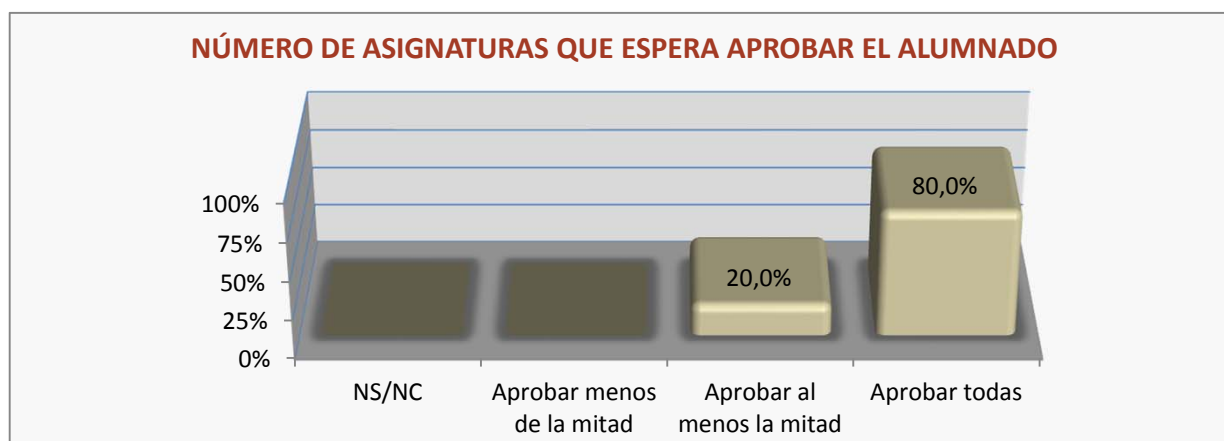 NÚMERO DE ASIGNATURAS QUE ESPERA APROBAR EL ALUMNADO
80,0%
20,0%
100%
75%
50%
25%
0%
NS/NC
Aprobar menos
de la mitad
Aprobar al
menos la mitad
Aprobar todas